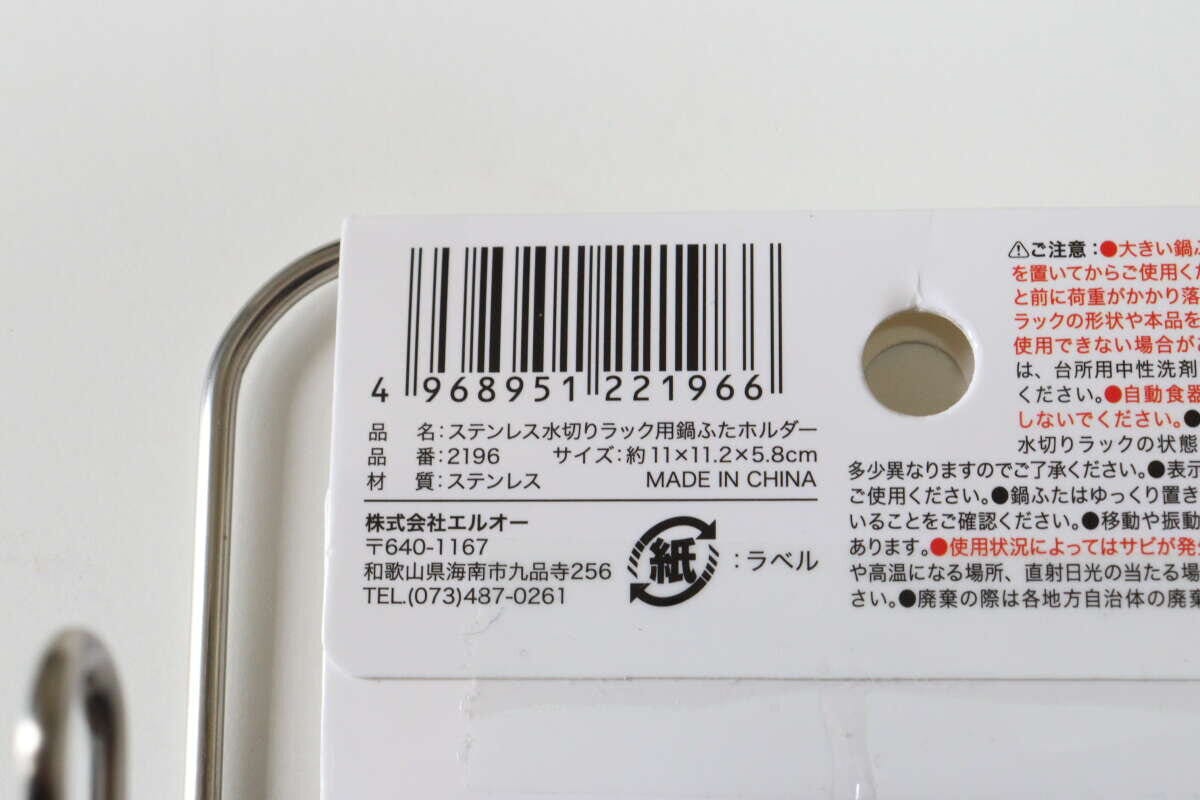 4 968951 221966
品 名:ステンレス水切りラック用鍋ふたホルダー
品 番:2196 サイズ:約11×11.2×5.8cm
材 質:ステンレス MADE IN CHINA
株式会社エルオー
〒640-1167
和歌山県海南市九品寺256
TEL.(073)487-0261
紙
:ラベル
⚠ご注意:●大きい鍋ふ
を置いてからご使用くだ
と前に荷重がかかり落
ラックの形状や本品を
使用できない場合があ
は、台所用中性洗剤
ください。●自動食器
しないでください。●
水切りラックの状態
多少異なりますのでご了承ください。●表示
ご使用ください。●鍋ふたはゆっくり置き
いることをご確認ください。●移動や振動
あります。●使用状況によってはサビが発生
や高温になる場所、直射日光の当たる場
さい。●廃棄の際は各地方自治体の廃棄